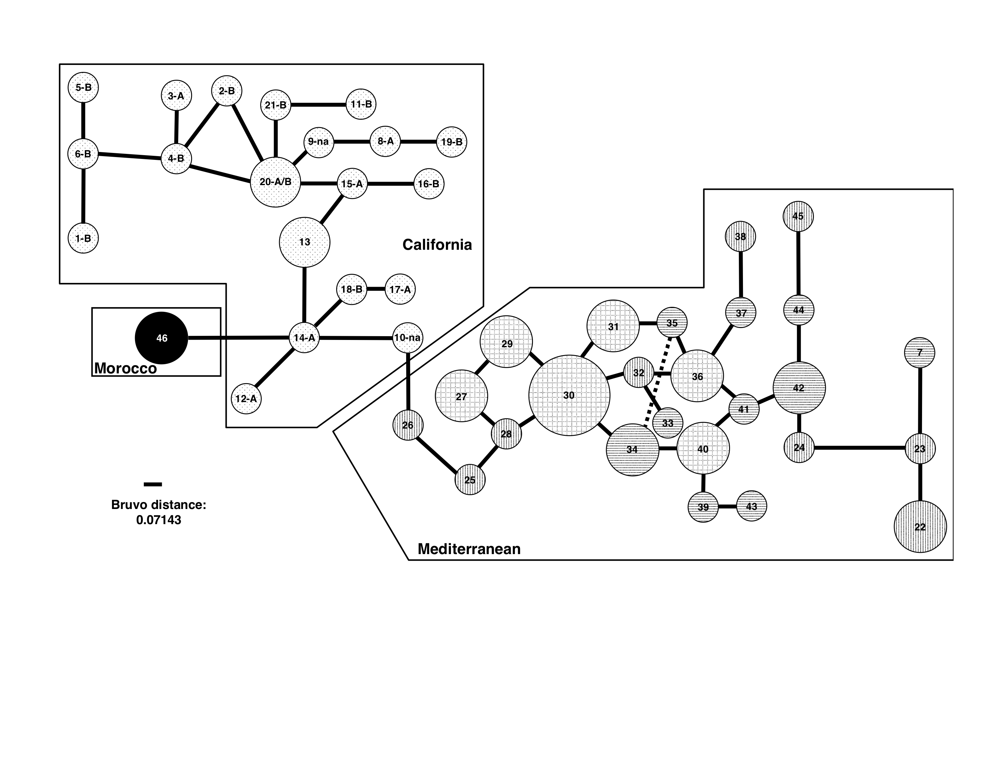 5-B
3-A
2-B
21-B
11-B
9-na
8-A
19-B
6-B
4-B
20-A/B
15-A
16-B
1-B
13
California
18-B
17-A
46
14-A
10-na
Morocco
12-A
45
38
44
37
31
35
29
7
32
36
42
30
27
41
33
26
28
34
40
24
23
25
39
43
22
Bruvo distance:
0.07143
Mediterranean